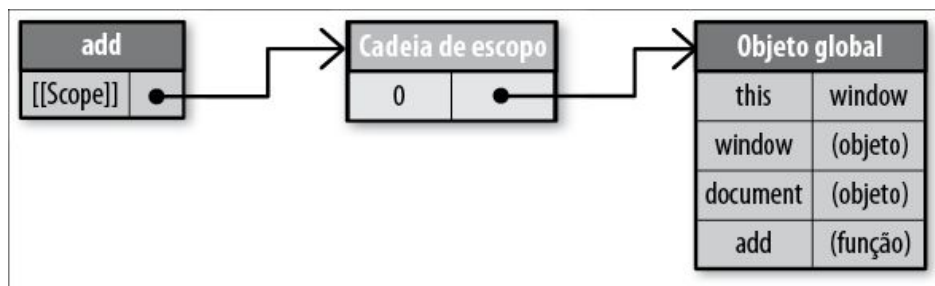 add
[[Scope]]
Cadeia de escopo
0
Objeto global
this window
window (objeto)
document (objeto)
add (função)